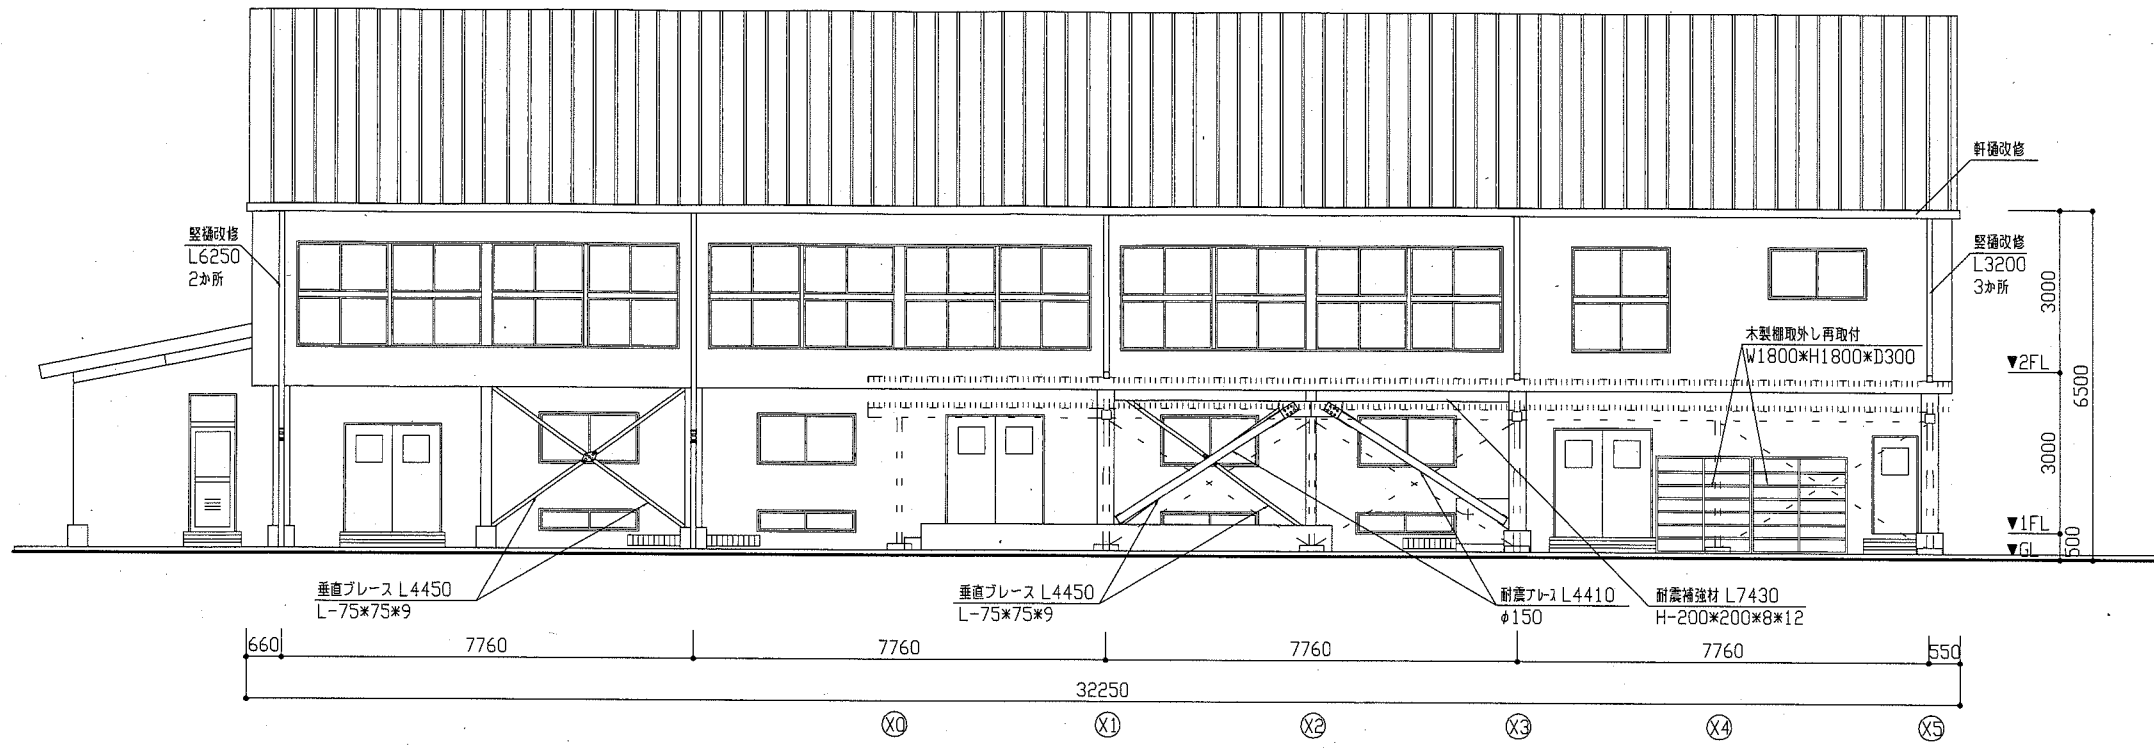 軒樋改修
竪樋改修
L6250
2か所
竪樋改修
L3200
3か所
3000
木製棚取外し再取付
W1800*H1800*D300
▼2FL
6500
3000
▼1FL
▼GL
500
垂直ブレース L4450
L-75*75*9
垂直ブレース L4450
L-75*75*9
耐震ブレース L4410
φ150
耐震補強材 L7430
H-200*200*8*12
660
7760
7760
7760
7760
550
32250
X0
X1
X2
X3
X4
X5